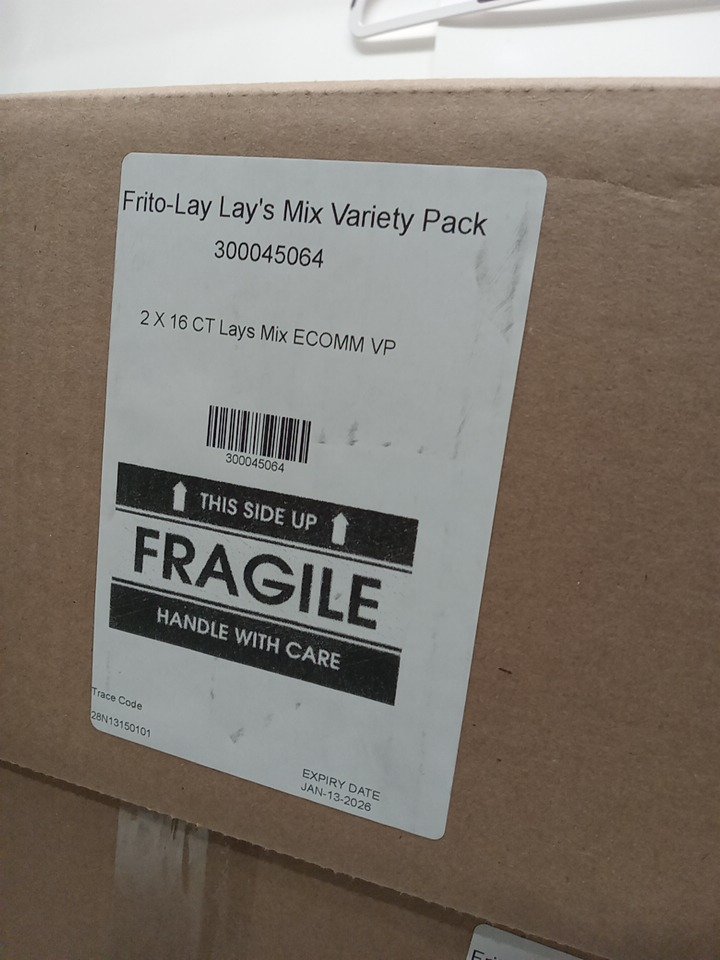 Frito-Lay Lay's Mix Variety Pack
300045064
2 X 16 CT Lays Mix ECOMM VP
300045064
THIS SIDE UP
FRAGILE
HANDLE WITH CARE
Trace Code
28N13150101
EXPIRY DATE
JAN-13-2026